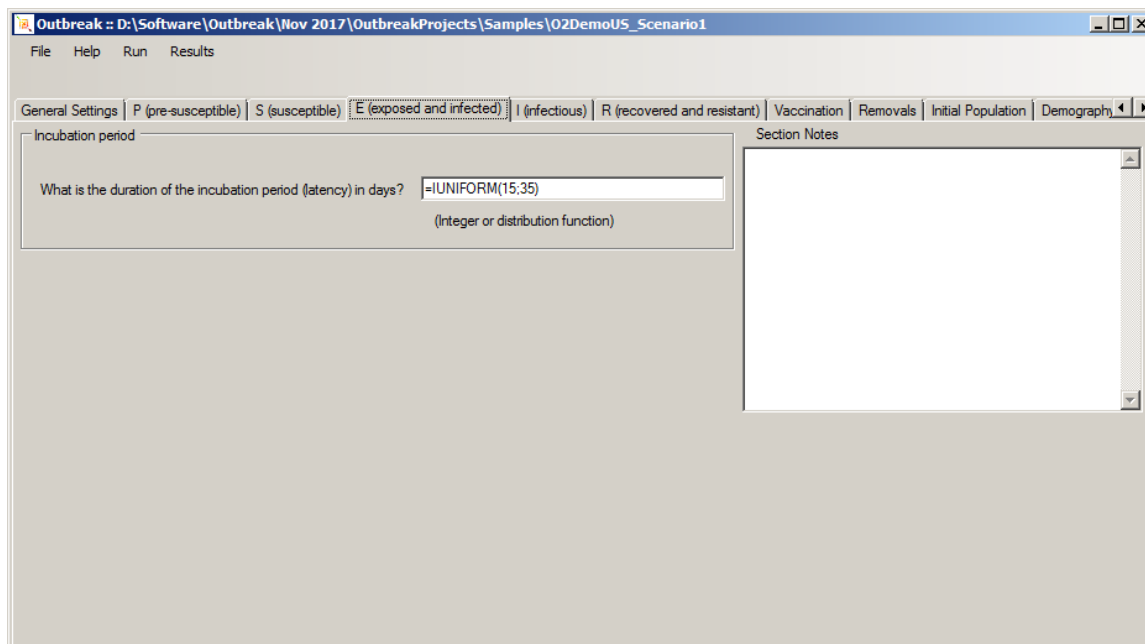 Outbreak :: D:\Software\Outbreak\Nov 2017\OutbreakProjects\Samples\O2DemoUS_Scenario1
File Help Run Results
General Settings P (pre-susceptible) S (susceptible) E (exposed and infected) I (infectious) R (recovered and resistant) Vaccination Removals Initial Population Demography
Incubation period
Section Notes
What is the duration of the incubation period (latency) in days? =IUNIFORM(15;35)
(Integer or distribution function)